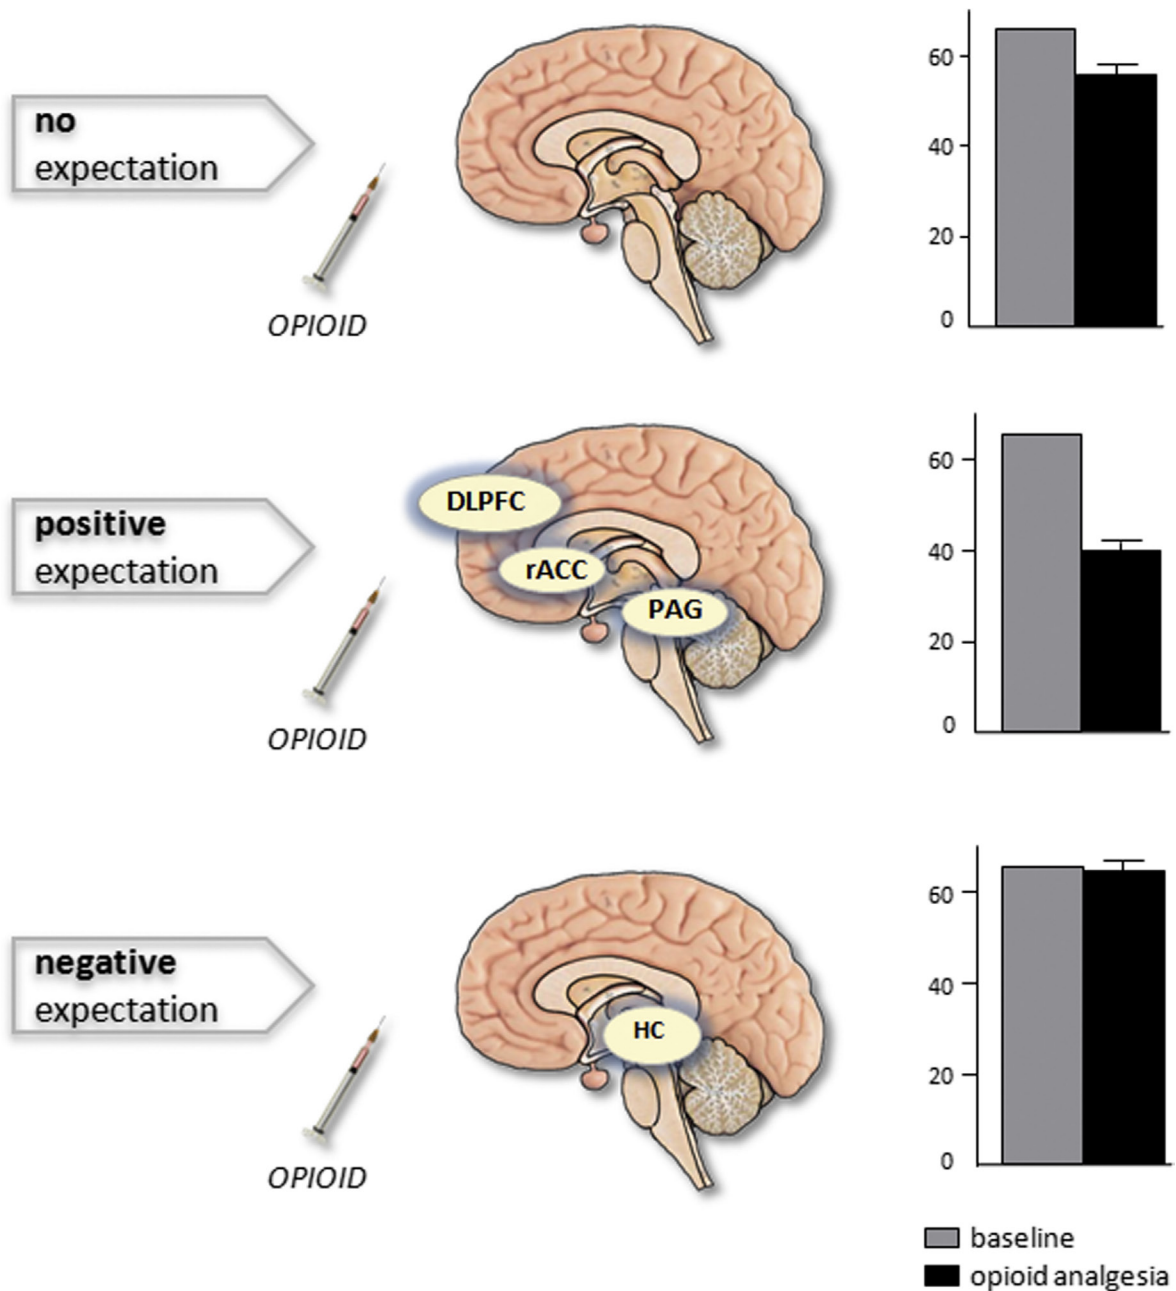 no
expectation
OPIOID
60
40
20
0
positive
expectation
OPIOID
DLPFC
rACC
PAG
60
40
20
0
negative
expectation
OPIOID
HC
60
40
20
0
baseline
opioid analgesia